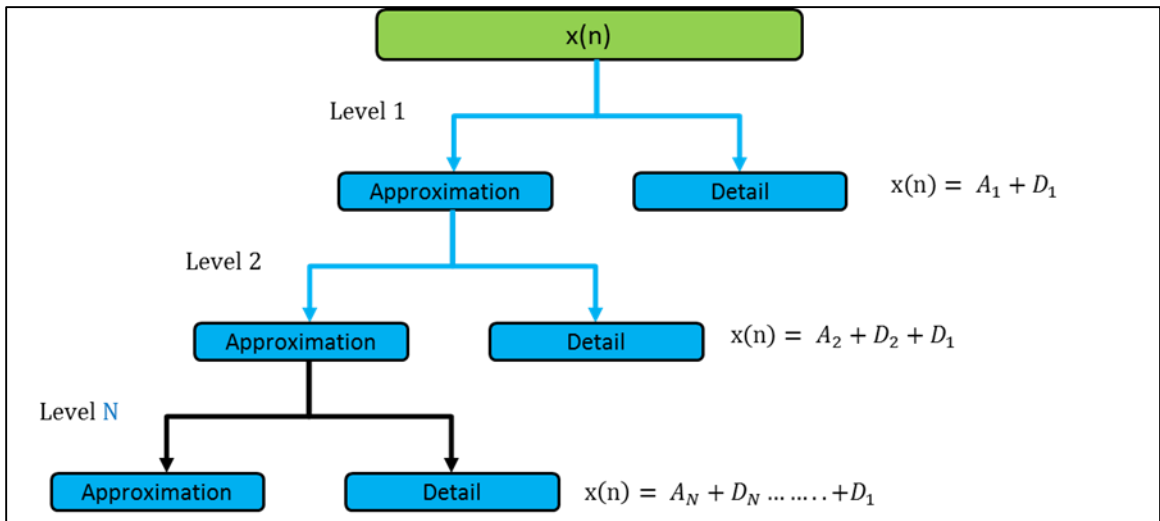 x(n)
Level 1
Approximation
Detail
x(n) = A₁ + D₁
Level 2
Approximation
Detail
x(n) = A₂ + D₂ + D₁
Level N
Approximation
Detail
x(n) = A_N + D_N ........ +D₁